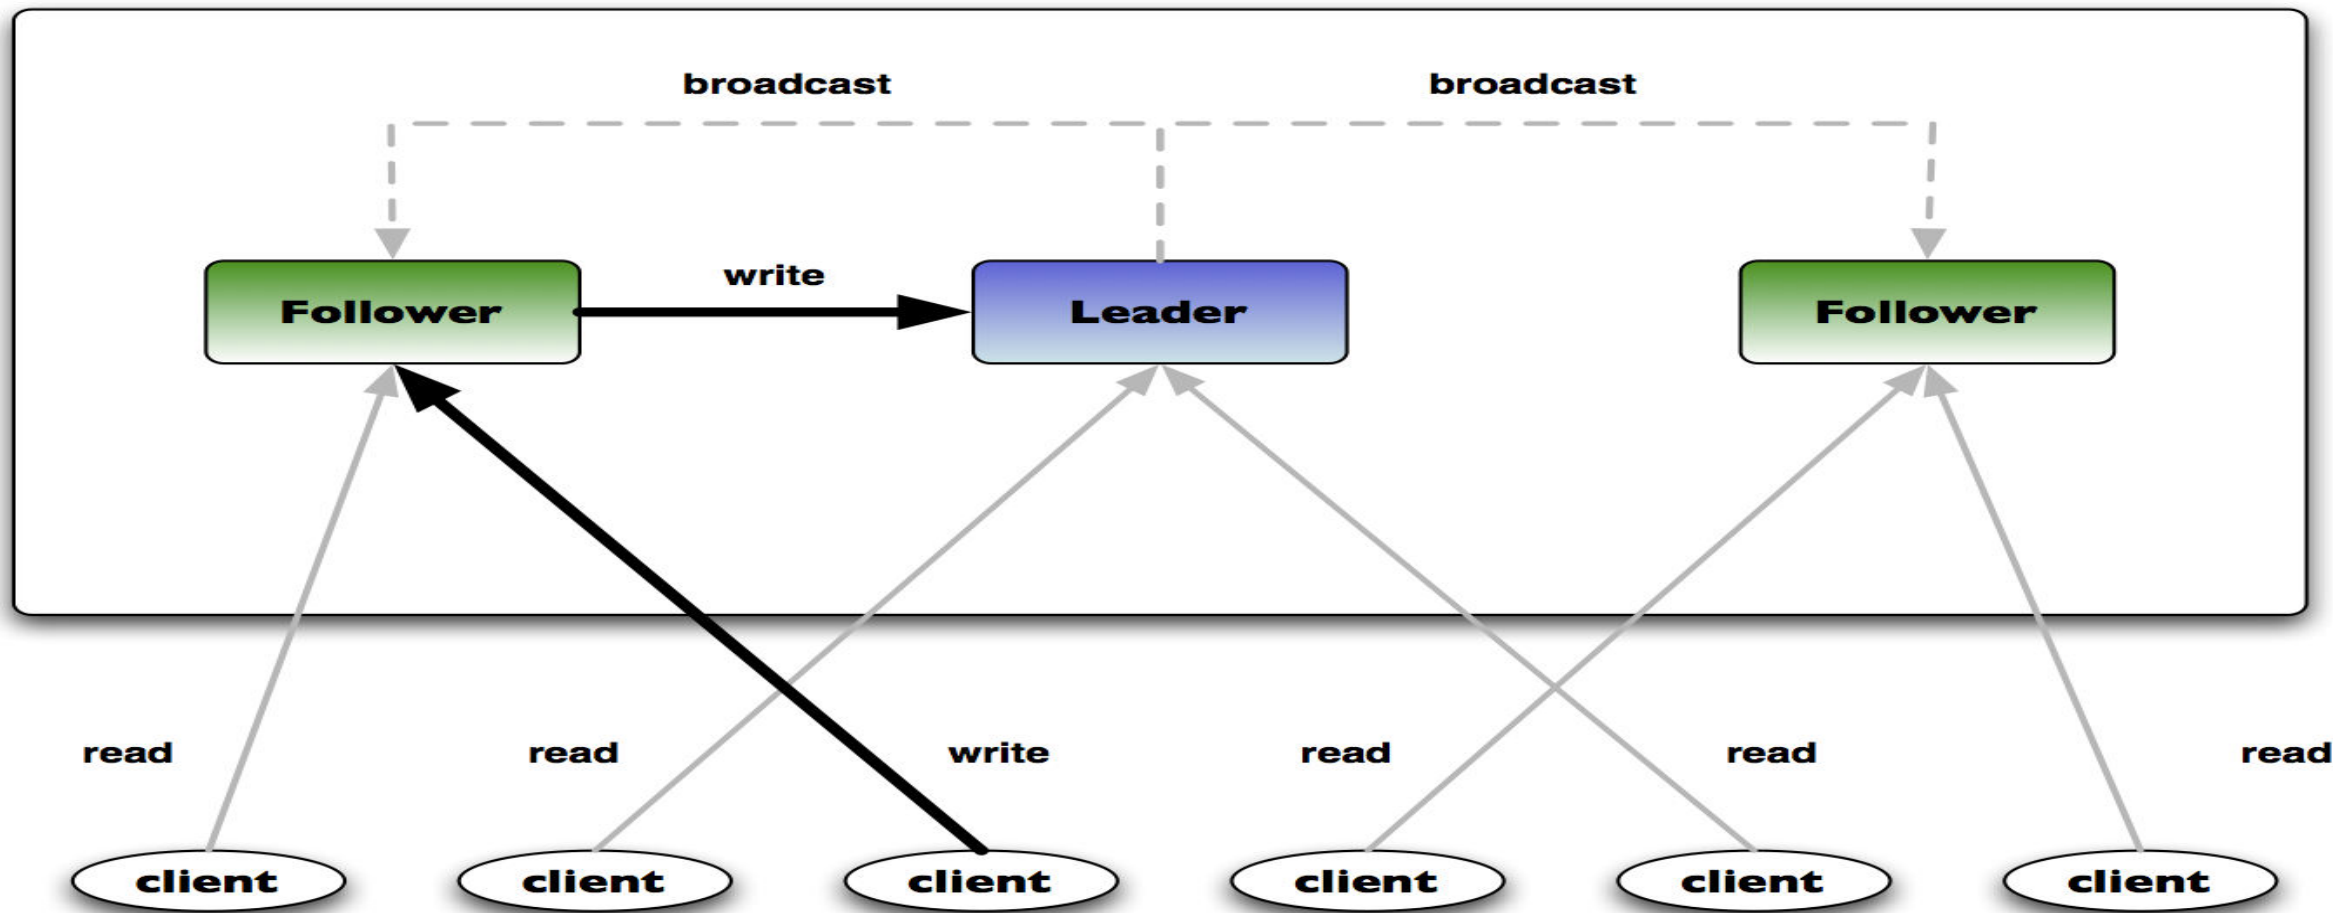 broadcast broadcast
write
Follower Leader Follower
read read write read read read
client client client client client client